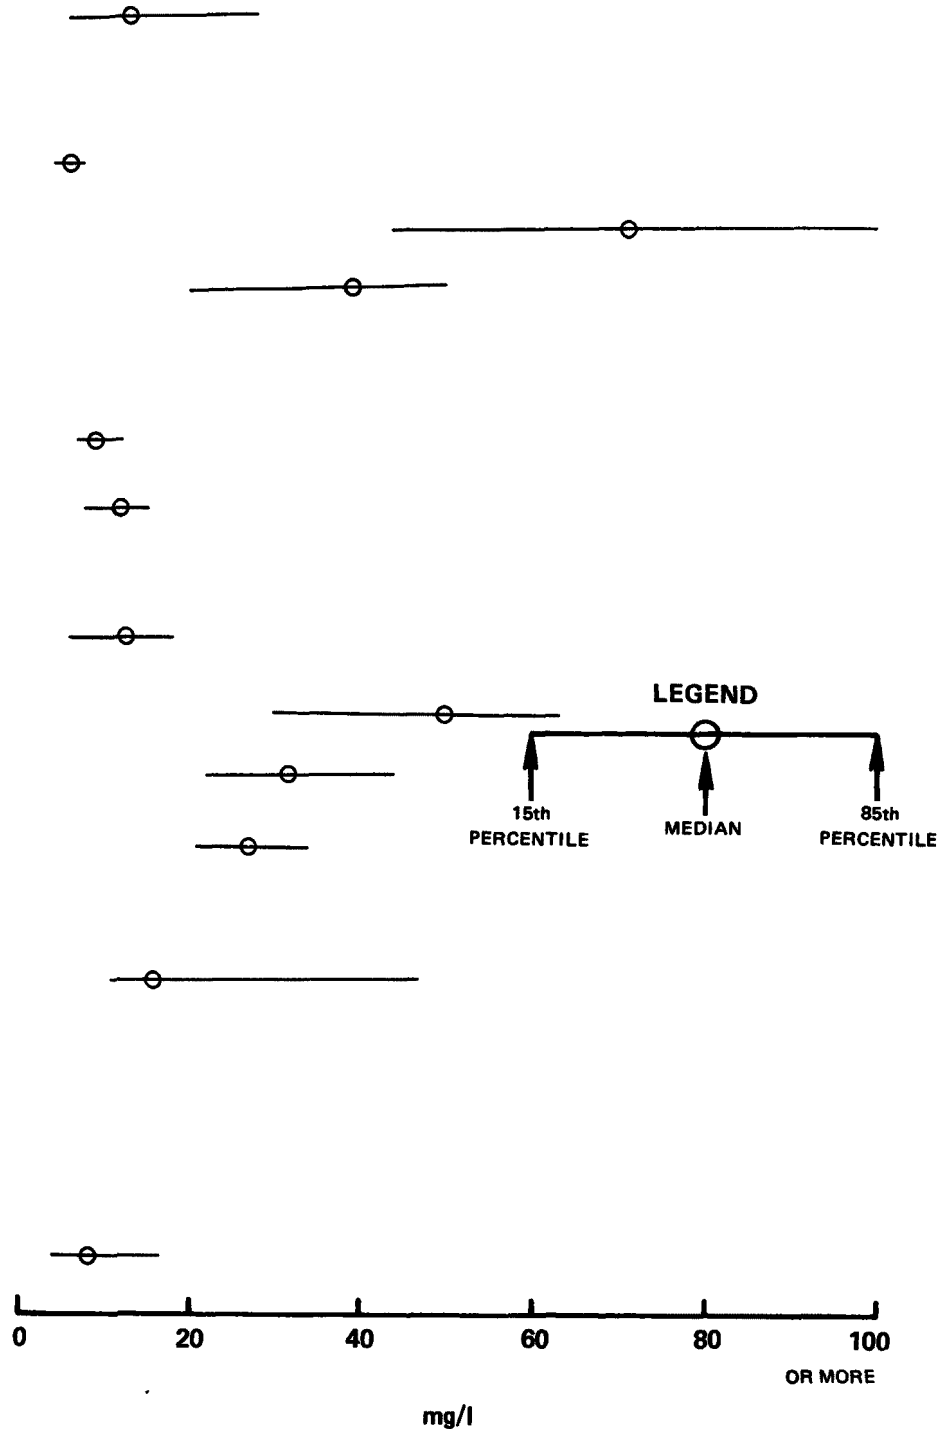 LEGEND
15th
PERCENTILE
MEDIAN
85th
PERCENTILE
0 20 40 60 80 100
OR MORE
mg/l